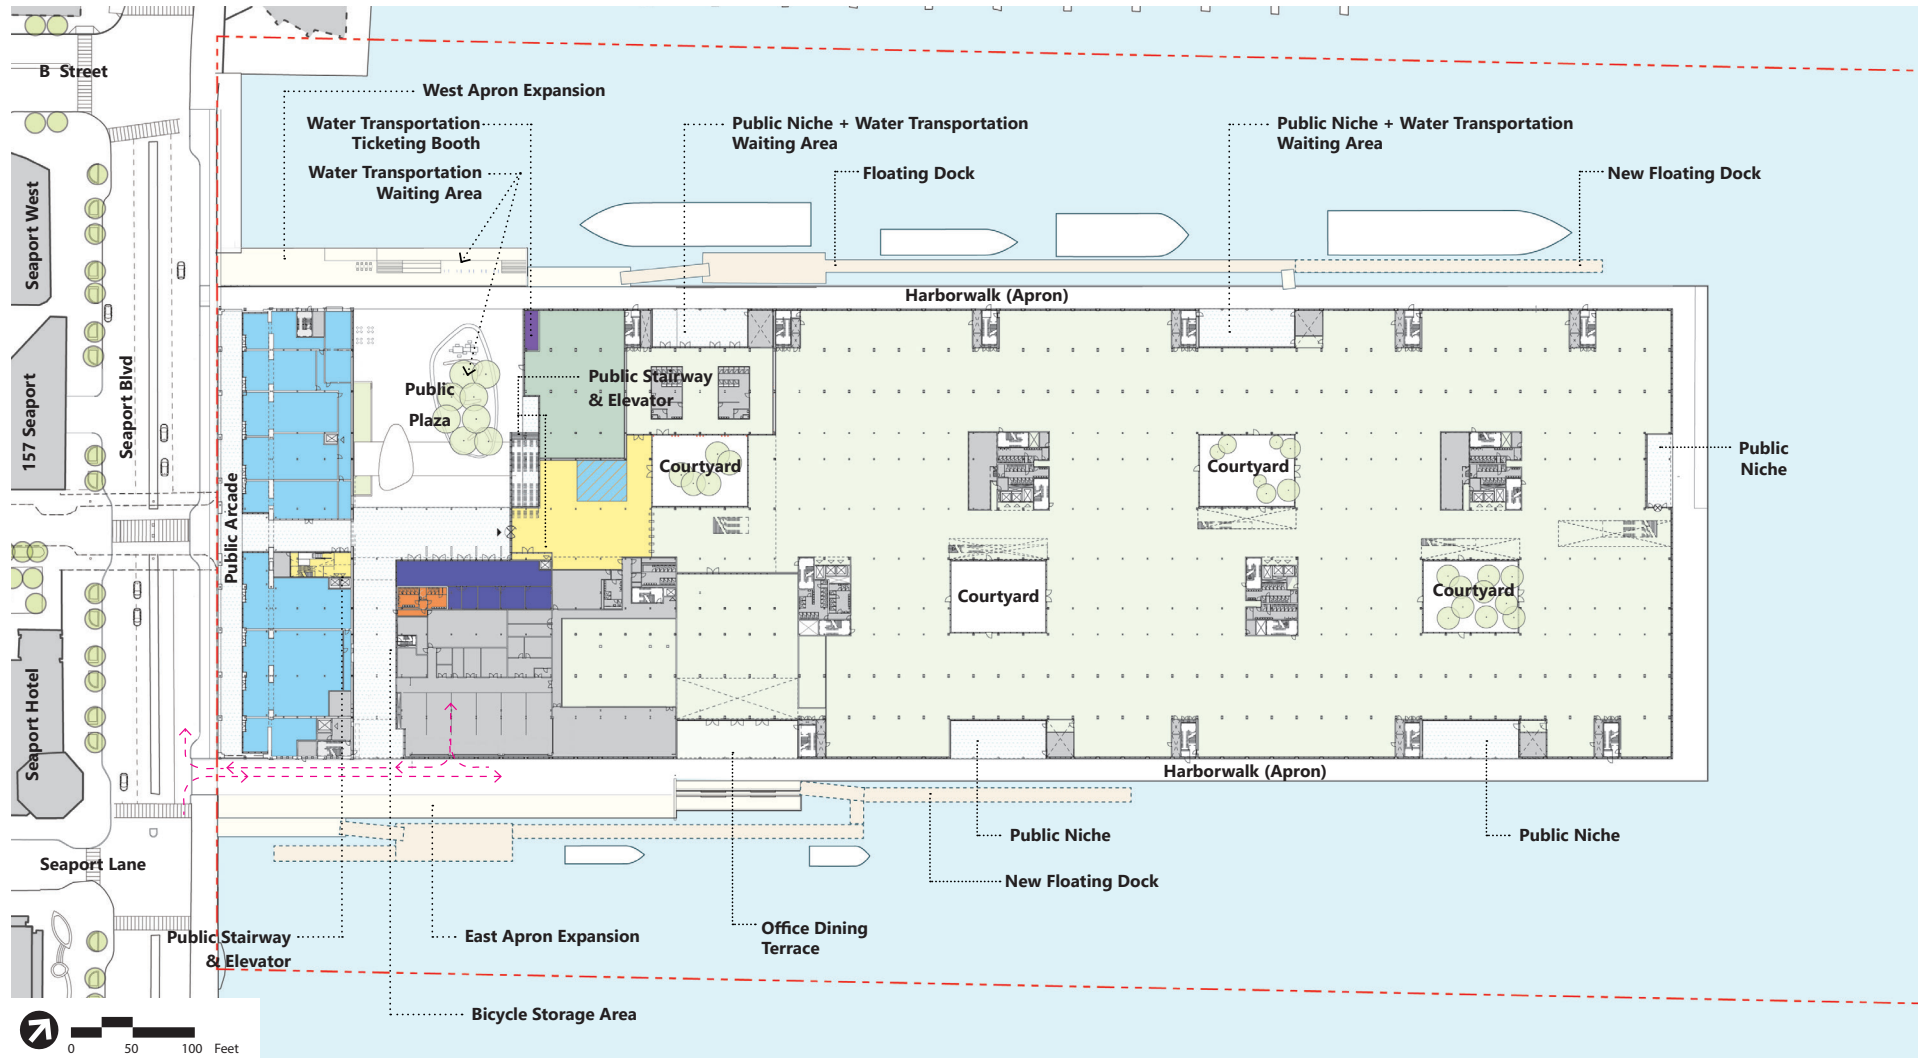 B Street
West Apron Expansion
Water Transportation
Ticketing Booth
Water Transportation
Waiting Area
Public Niche + Water Transportation
Waiting Area
Floating Dock
Public Niche + Water Transportation
Waiting Area
New Floating Dock
Seaport West
157 Seaport
Seaport Blvd
Seaport Hotel
Public Arcade
Harborwalk (Apron)
Public
Plaza
Public Stairway
& Elevator
Courtyard
Courtyard
Public
Niche
Courtyard
Courtyard
Harborwalk (Apron)
Public Niche
Public Niche
New Floating Dock
Seaport Lane
Public Stairway
& Elevator
East Apron Expansion
Office Dining
Terrace
Bicycle Storage Area
0 50 100 Feet